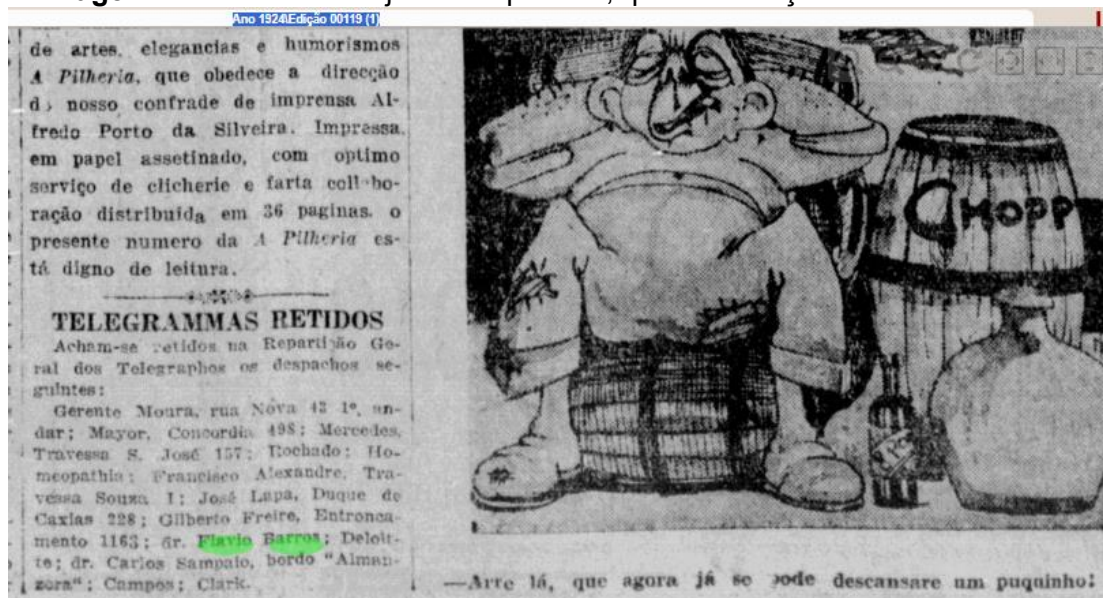 Ano 1924\Edição 00119 (1)
de artes, elegancias e humorismos
A Pilheria, que obedece a direcção
do nosso confrade de imprensa Al-
fredo Porto da Silveira. Impressa,
em papel assetinado, com optimo
serviço de clicherie e farta coll bo-
ração distribuida em 36 paginas, o
presente numero da A Pilheria es-
tá digno de leitura.
TELEGRAMMAS RETIDOS
Acham-se retidos na Repartição Ge-
ral dos Telegraphos os despachos se-
guintes:
Gerente Moura, rua Nova 42 1º, an-
dar; Mayor, Concordia 498; Mercedes,
Travessa S. José 157; Rochado; Ho-
meopathia; Francisco Alexandre, Tra-
vessa Souza I; José Lapa, Duque de
Caxias 228; Gilberto Freire, Entronca-
mento 1163; dr. Flavio Barros; Deloit-
te; dr. Carlos Sampaio, bordo "Alman-
zora"; Campos; Clark.
CHOPP
—Arre lá, que agora já se pode descansare um puquinho!